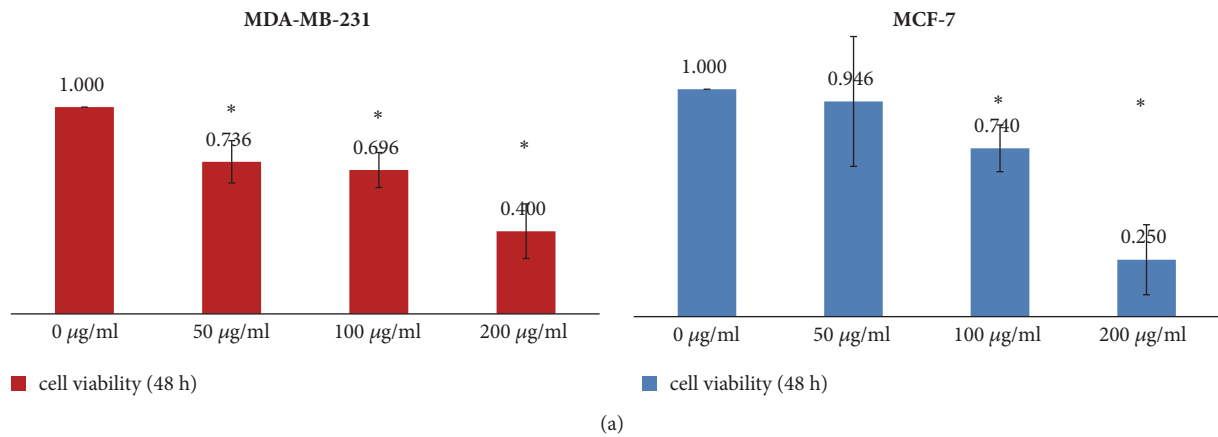 MDA-MB-231
1.000
*
0.736
*
0.696
*
0.400
0 μg/ml 50 μg/ml 100 μg/ml 200 μg/ml
cell viability (48 h)
MCF-7
1.000
0.946
*
0.740
*
0.250
0 μg/ml 50 μg/ml 100 μg/ml 200 μg/ml
cell viability (48 h)
(a)